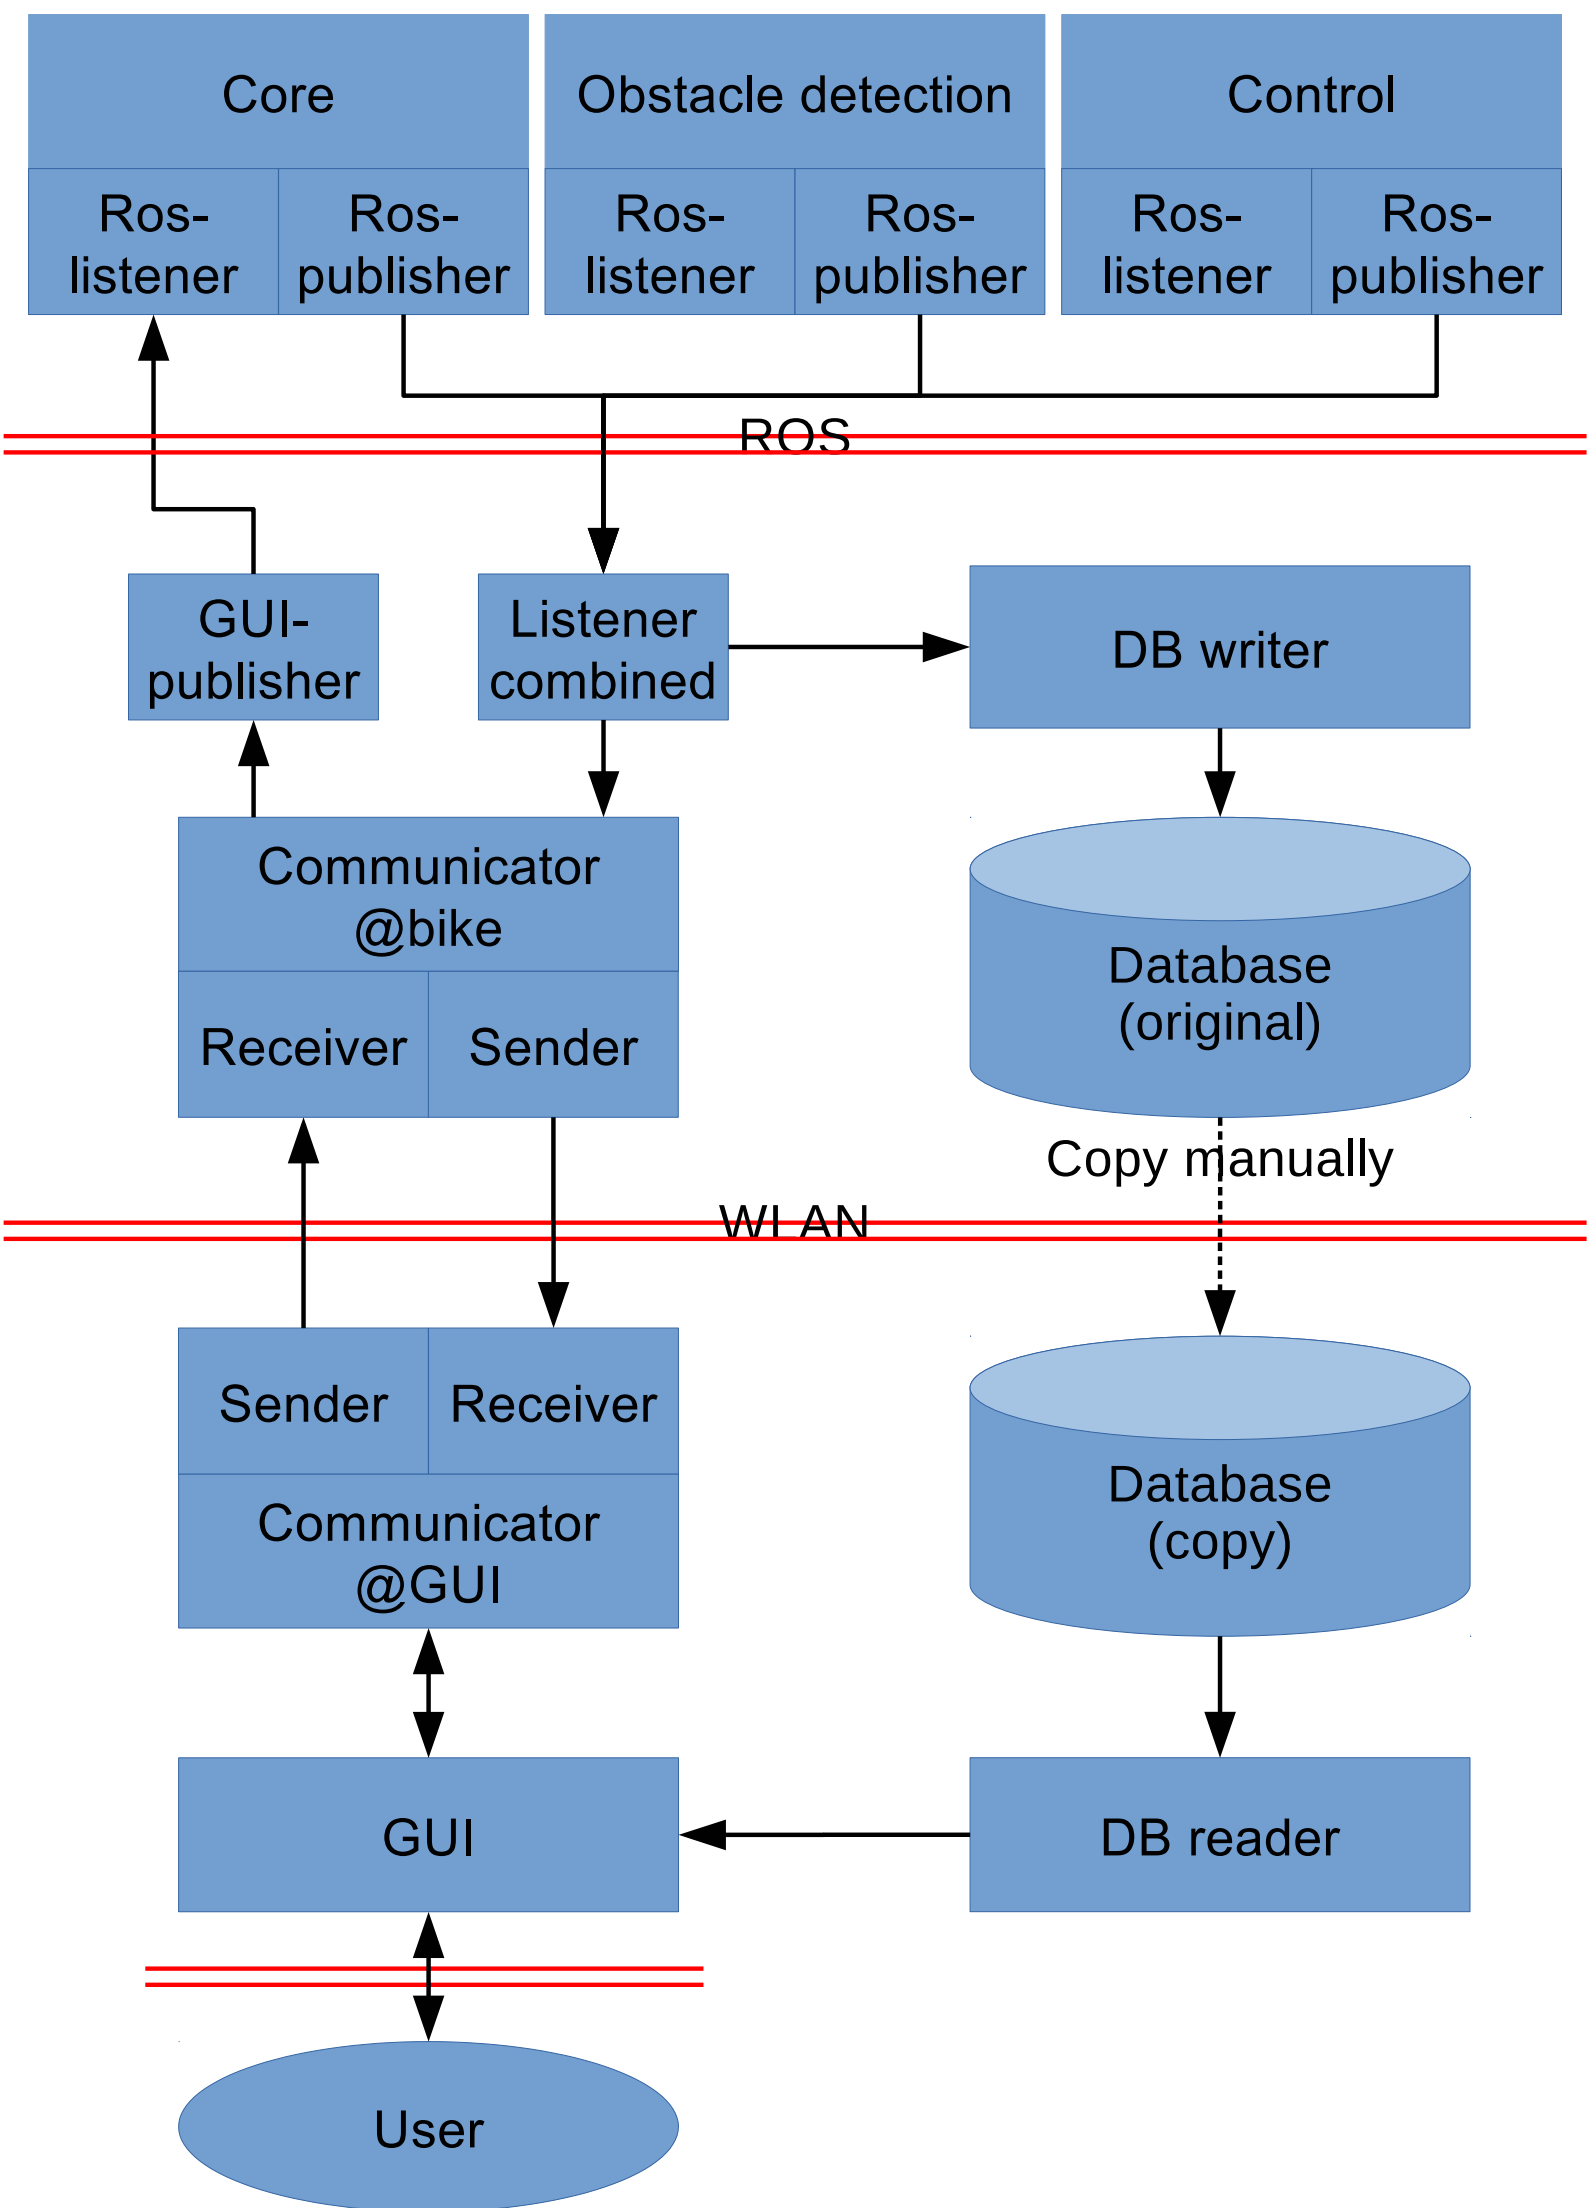 Core
Obstacle detection
Control
Ros-
listener
Ros-
publisher
Ros-
listener
Ros-
publisher
Ros-
listener
Ros-
publisher
ROS
GUI-
publisher
Listener
combined
DB writer
Communicator
@bike
Receiver
Sender
Database
(original)
Copy manually
WLAN
Sender
Receiver
Communicator
@GUI
Database
(copy)
GUI
DB reader
User